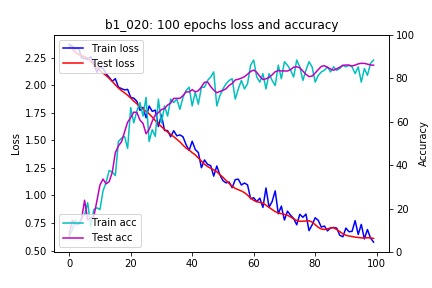 b1_020: 100 epochs loss and accuracy
Train loss
Test loss
Train acc
Test acc
Loss
2.25
2.00
1.75
1.50
1.25
1.00
0.75
0.50
Accuracy
100
80
60
40
20
0
0 20 40 60 80 100